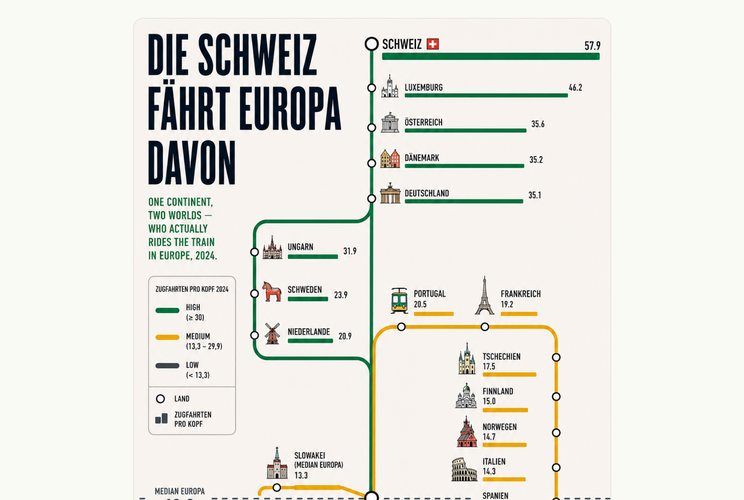 DIE SCHWEIZ
FÄHRT EUROPA
DAVON
ONE CONTINENT,
TWO WORLDS –
WHO ACTUALLY
RIDES THE TRAIN
IN EUROPE, 2024.
ZUGFAHRTEN PRO KOPF 2024
HIGH
(≥ 30)
MEDIUM
(13,3 – 29,9)
LOW
(< 13,3)
LAND
ZUGFAHRTEN
PRO KOPF
SCHWEIZ 57.9
LUXEMBURG 46.2
ÖSTERREICH 35.6
DÄNEMARK 35.2
DEUTSCHLAND 35.1
UNGARN 31.9
SCHWEDEN 23.9
NIEDERLANDE 20.9
PORTUGAL
20.5
FRANKREICH
19.2
TSCHECHIEN
17.5
FINNLAND
15.0
NORWEGEN
14.7
ITALIEN
14.3
SPANIEN
SLOWAKEI
(MEDIAN EUROPA)
13.3
MEDIAN EUROPA